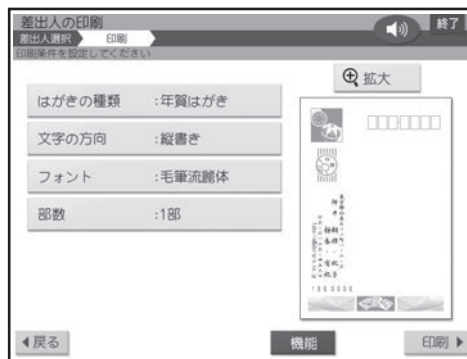 差出人の印刷
終了
差出人選択 印刷
印刷条件を設定してください
拡大
はがきの種類 :年賀はがき
文字の方向 :縦書き
フォント :毛筆流麗体
部数 :1部
戻る
機能
印刷